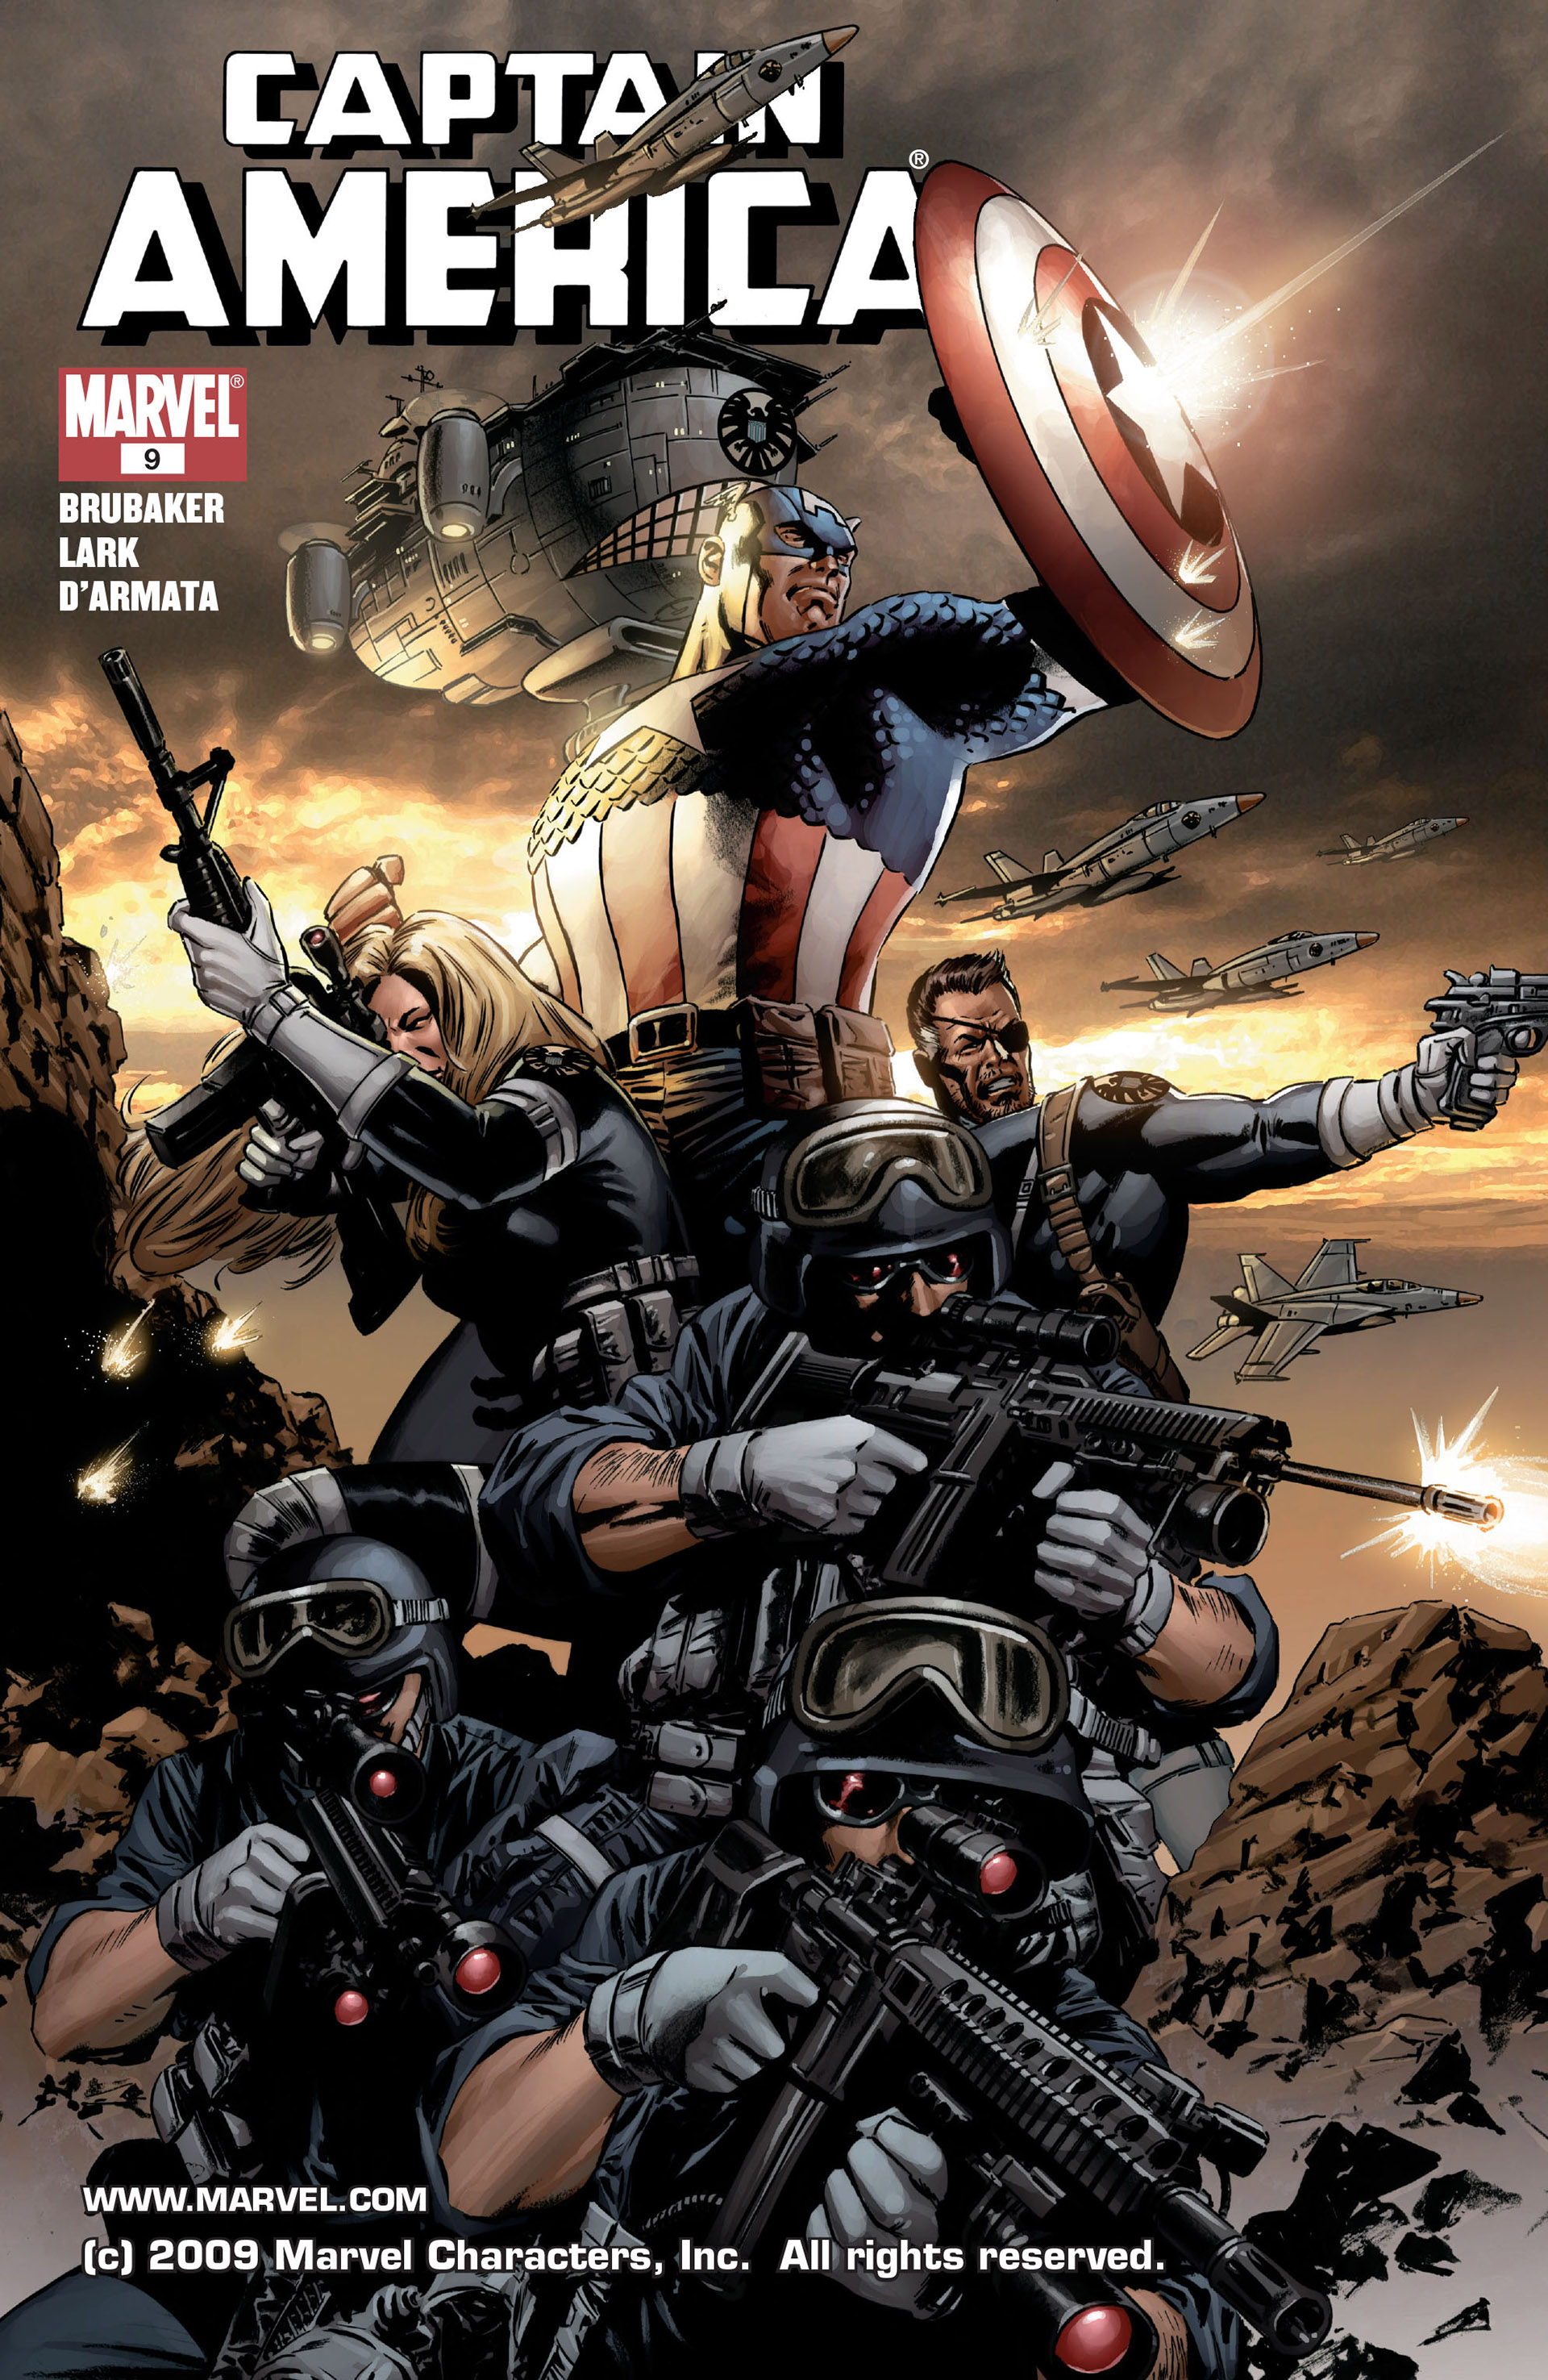 CAPTAIN
AMERICA®
MARVEL®
9
BRUBAKER
LARK
D'ARMATA
WWW.MARVEL.COM
(c) 2009 Marvel Characters, Inc. All rights reserved.